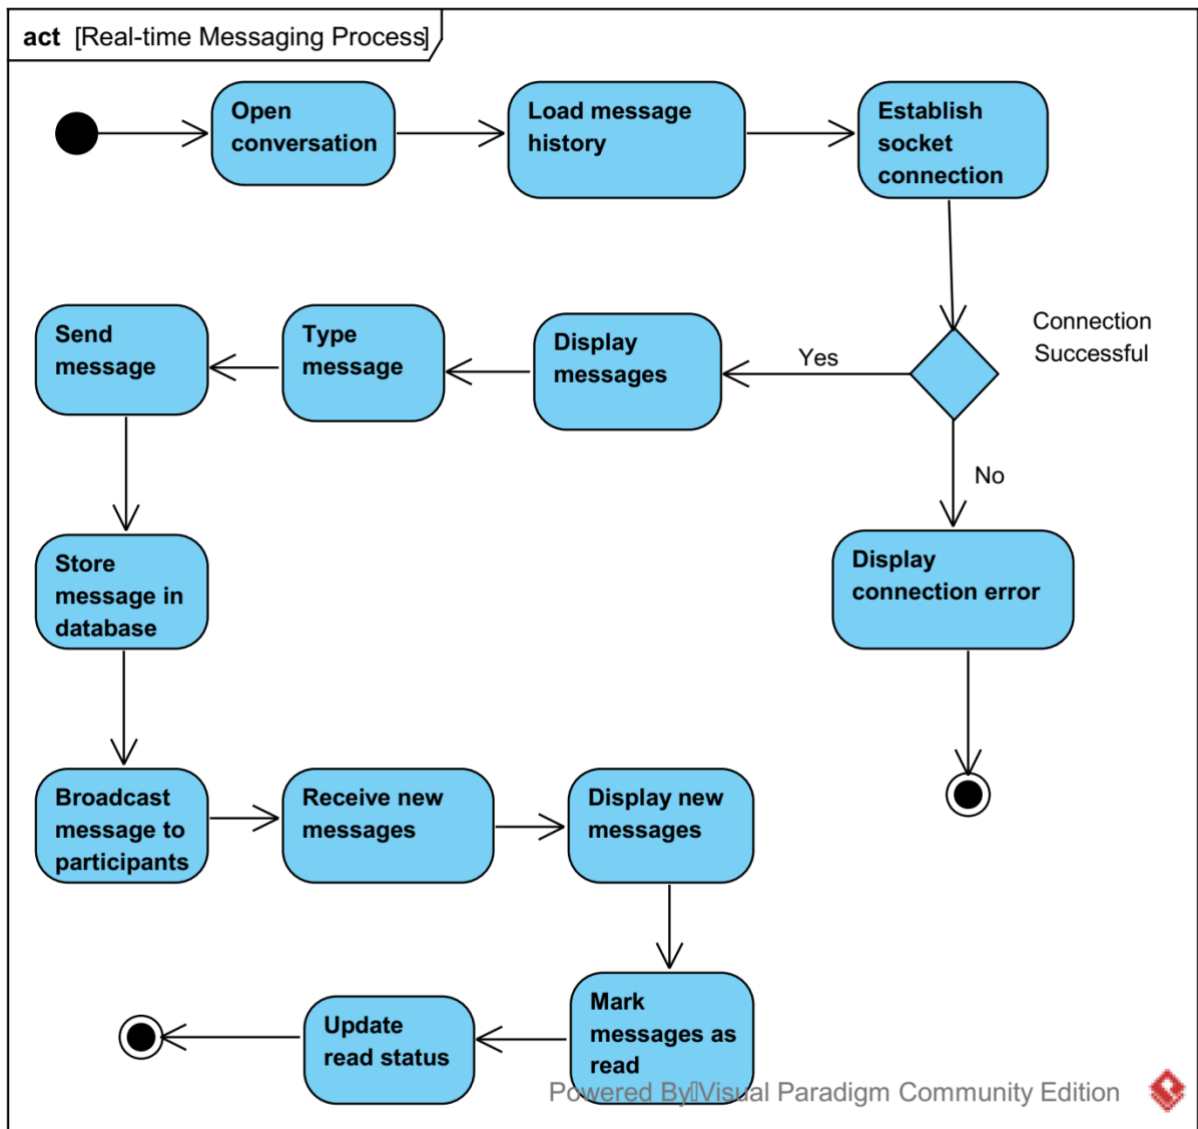 act [Real-time Messaging Process]
Open
conversation
Load message
history
Establish
socket
connection
Connection
Successful
Yes
Display
messages
Type
message
Send
message
No
Display
connection error
Store
message in
database
Broadcast
message to
participants
Receive new
messages
Display new
messages
Mark
messages as
read
Update
read status
Powered By Visual Paradigm Community Edition